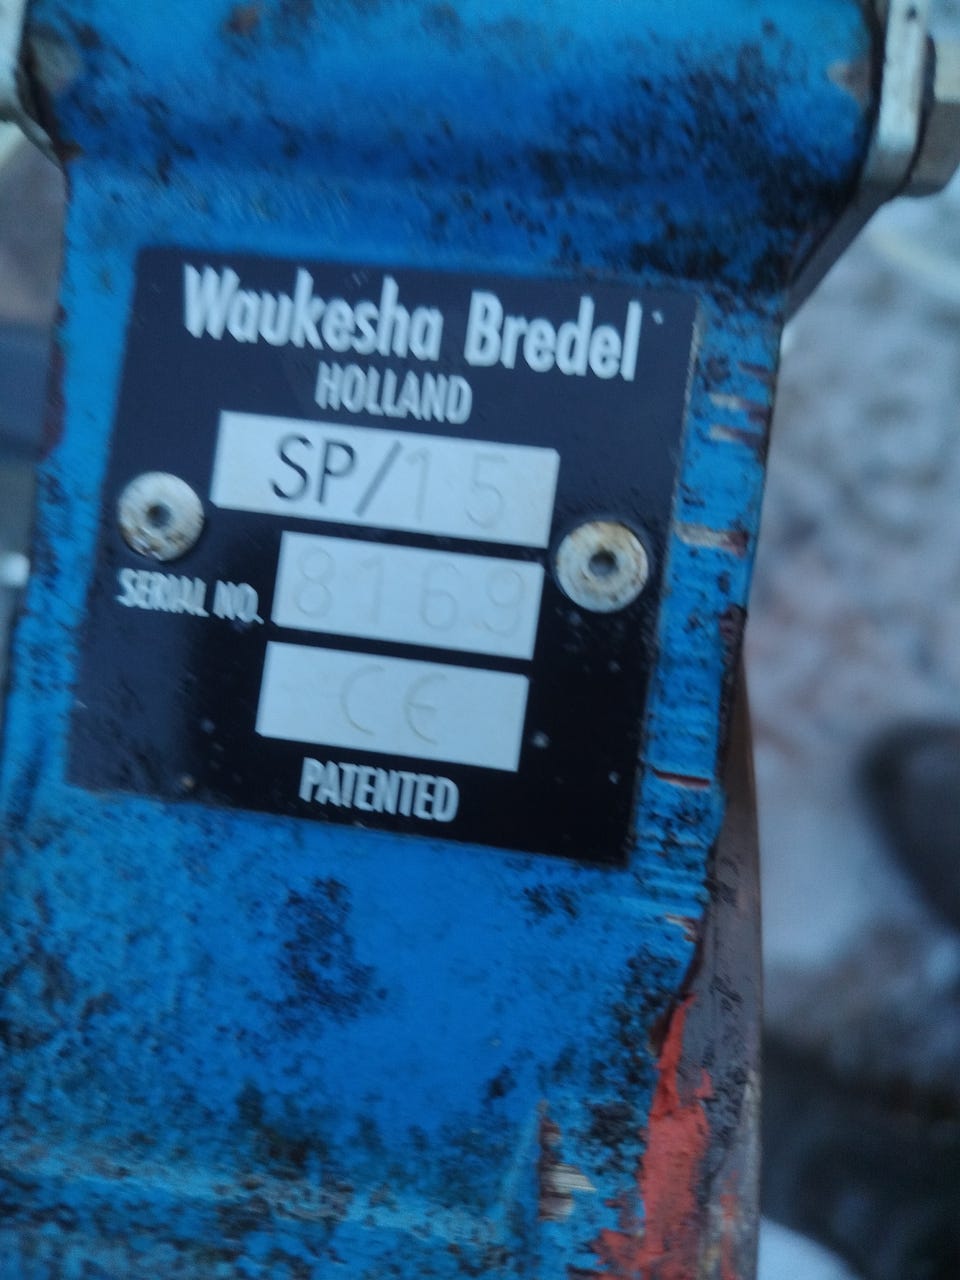 Waukesha Bredel
HOLLAND
SP/15
SERIAL NO. 8169
CE
PATENTED